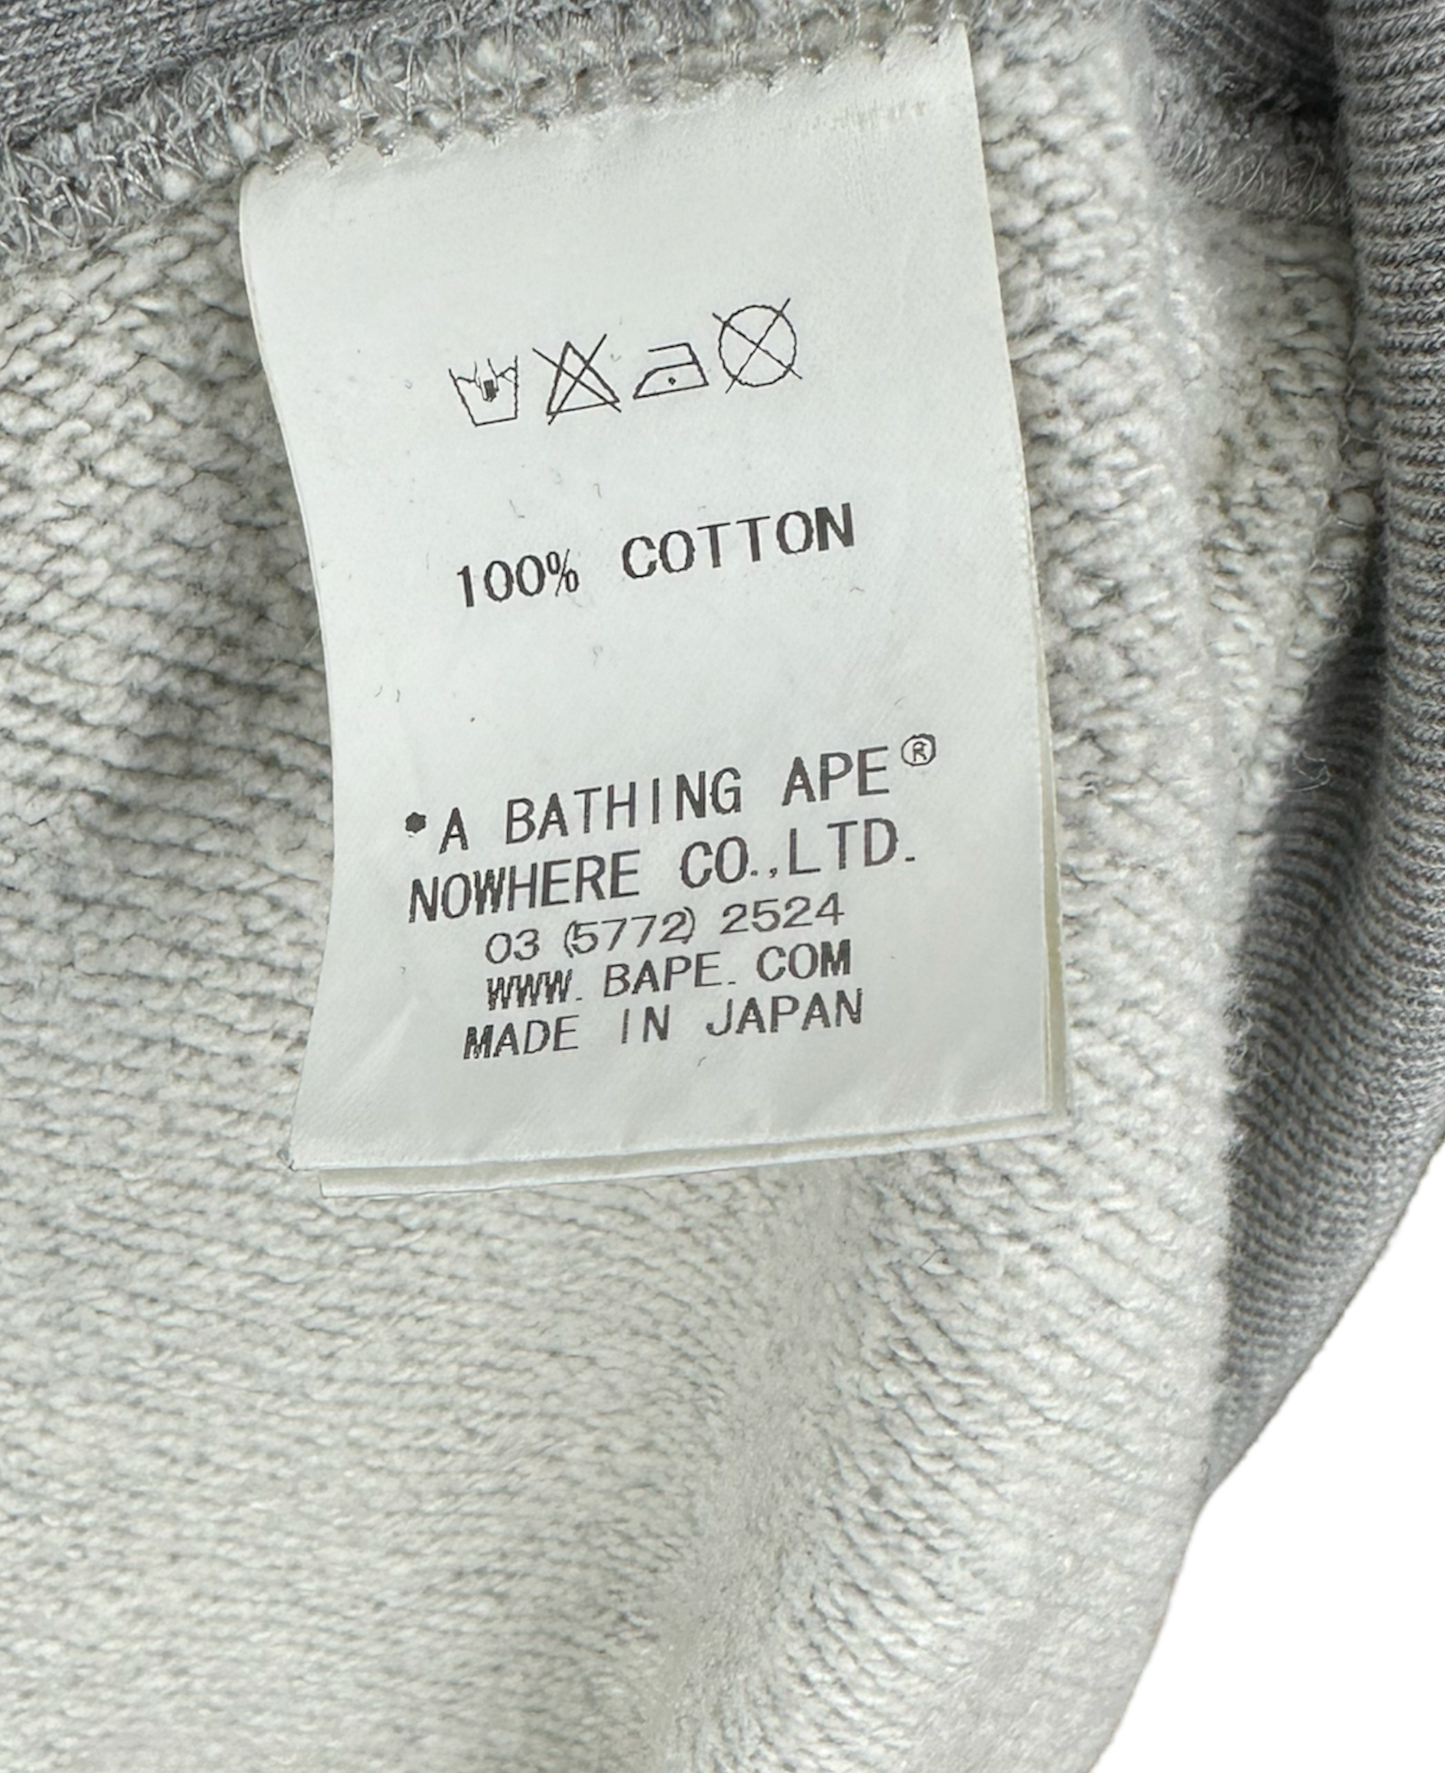 100% COTTON
*A BATHING APE®
NOWHERE CO.,LTD.
03 (5772) 2524
WWW. BAPE. COM
MADE IN JAPAN